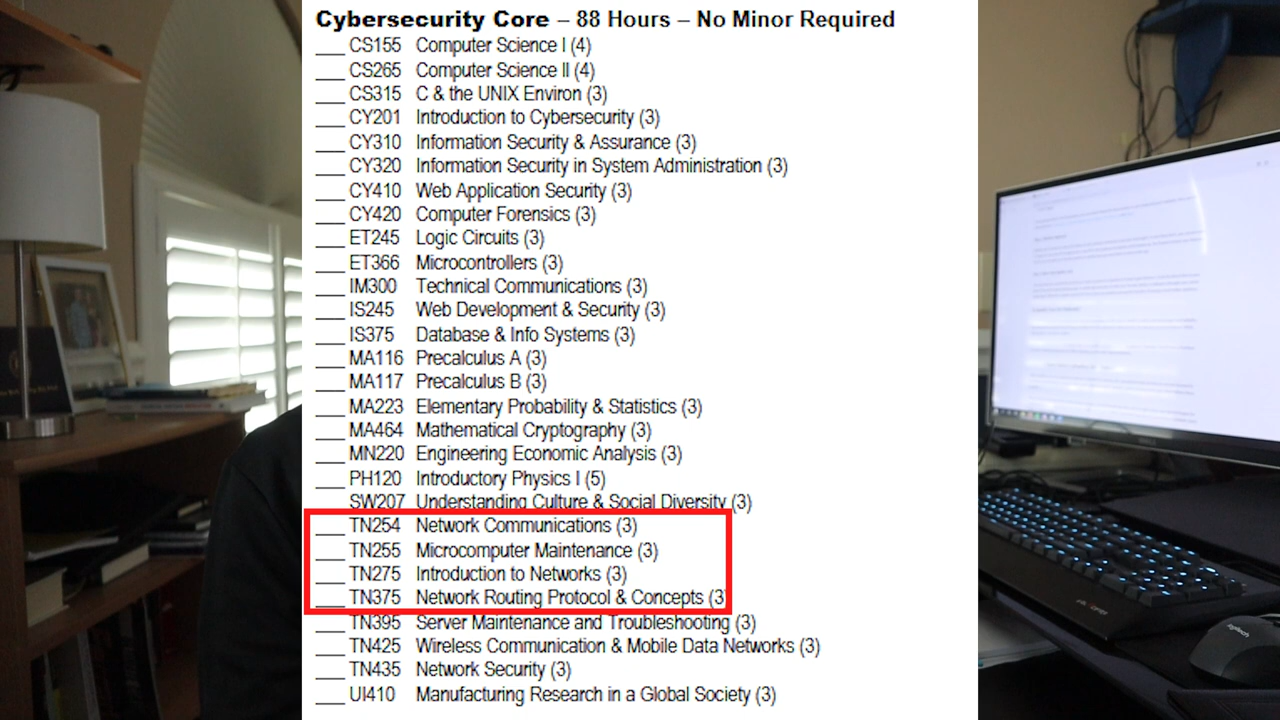 Cybersecurity Core – 88 Hours – No Minor Required
___ CS155 Computer Science I (4)
___ CS265 Computer Science II (4)
___ CS315 C & the UNIX Environ (3)
___ CY201 Introduction to Cybersecurity (3)
___ CY310 Information Security & Assurance (3)
___ CY320 Information Security in System Administration (3)
___ CY410 Web Application Security (3)
___ CY420 Computer Forensics (3)
___ ET245 Logic Circuits (3)
___ ET366 Microcontrollers (3)
___ IM300 Technical Communications (3)
___ IS245 Web Development & Security (3)
___ IS375 Database & Info Systems (3)
___ MA116 Precalculus A (3)
___ MA117 Precalculus B (3)
___ MA223 Elementary Probability & Statistics (3)
___ MA464 Mathematical Cryptography (3)
___ MN220 Engineering Economic Analysis (3)
___ PH120 Introductory Physics I (5)
___ SW207 Understanding Culture & Social Diversity (3)
___ TN254 Network Communications (3)
___ TN255 Microcomputer Maintenance (3)
___ TN275 Introduction to Networks (3)
___ TN375 Network Routing Protocol & Concepts (3
___ TN395 Server Maintenance and Troubleshooting (3)
___ TN425 Wireless Communication & Mobile Data Networks (3)
___ TN435 Network Security (3)
___ UI410 Manufacturing Research in a Global Society (3)
logitech